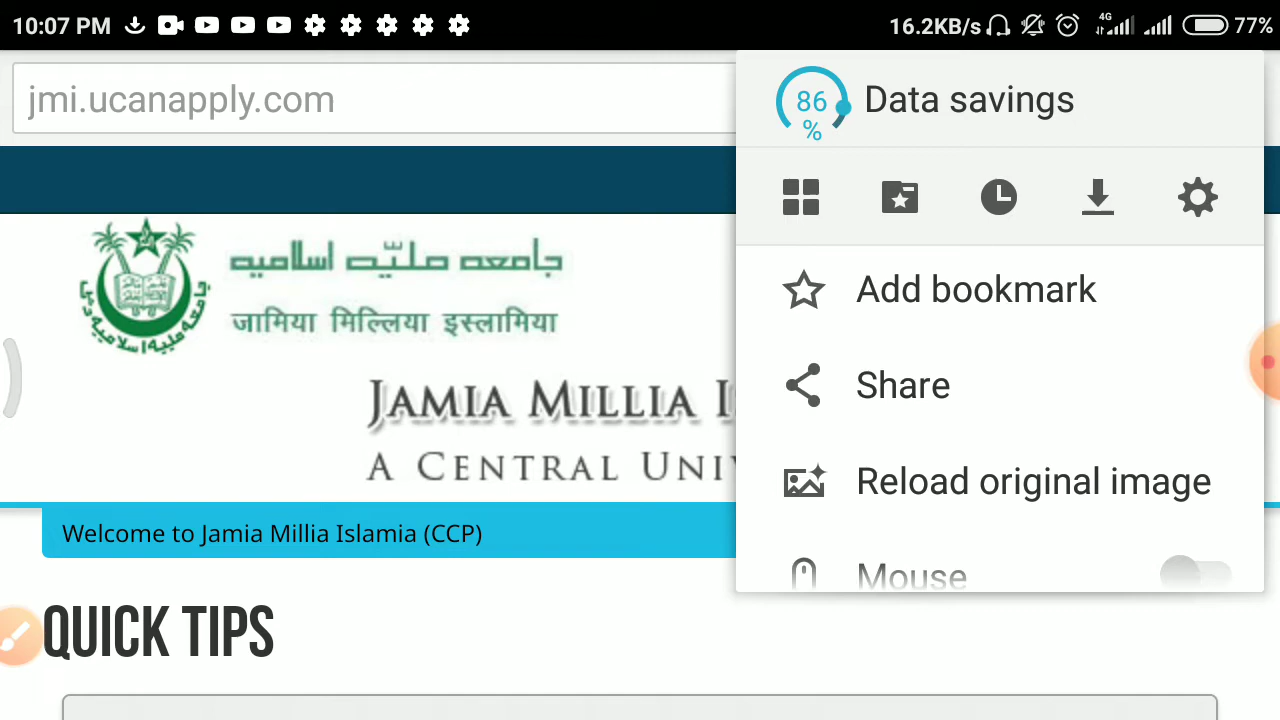 10:07 PM
16.2KB/s
4G
77%
jmi.ucanapply.com
86
%
Data savings
جامعہ ملیّہ اسلامیہ
जामिया मिल्लिया इस्लामिया
JAMIA MILLIA I
A CENTRAL UNIV
Welcome to Jamia Millia Islamia (CCP)
QUICK TIPS
Add bookmark
Share
Reload original image
Mouse